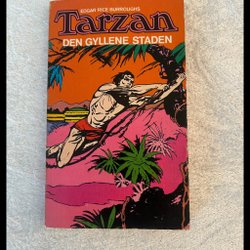 EDGAR RICE BURROUGHS
Tarzan
DEN GYLLENE STADEN